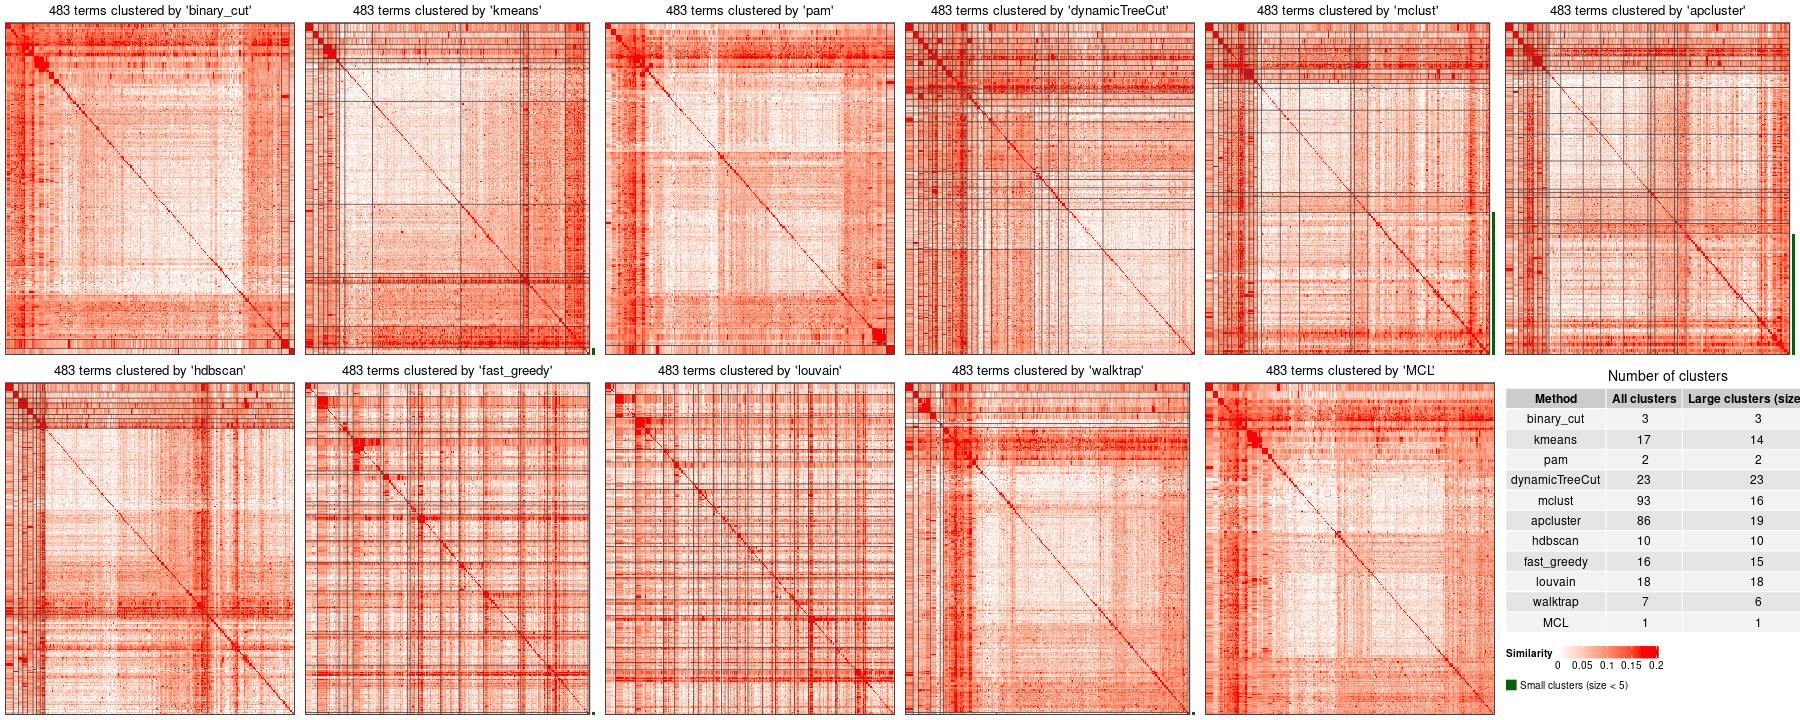 483 terms clustered by 'binary_cut'
483 terms clustered by 'kmeans'
483 terms clustered by 'pam'
483 terms clustered by 'dynamicTreeCut'
483 terms clustered by 'mclust'
483 terms clustered by 'apcluster'
483 terms clustered by 'hdbscan'
483 terms clustered by 'fast_greedy'
483 terms clustered by 'louvain'
483 terms clustered by 'walktrap'
483 terms clustered by 'MCL'
Number of clusters
Method All clusters Large clusters (size
binary_cut 3 3
kmeans 17 14
pam 2 2
dynamicTreeCut 23 23
mclust 93 16
apcluster 86 19
hdbscan 10 10
fast_greedy 16 15
louvain 18 18
walktrap 7 6
MCL 1 1
Similarity
0 0.05 0.1 0.15 0.2
Small clusters (size < 5)